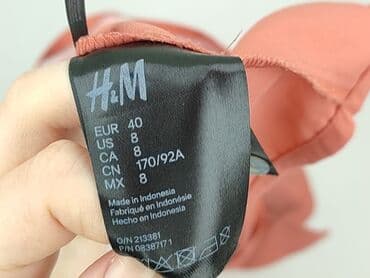 H&M
EUR 40
US 8
CA 8
CN 170/92A
MX 8
Made in Indonesia
Fabriqué en Indonésie
Hecho en Indonesia
O/N 213381
P/N 08387171